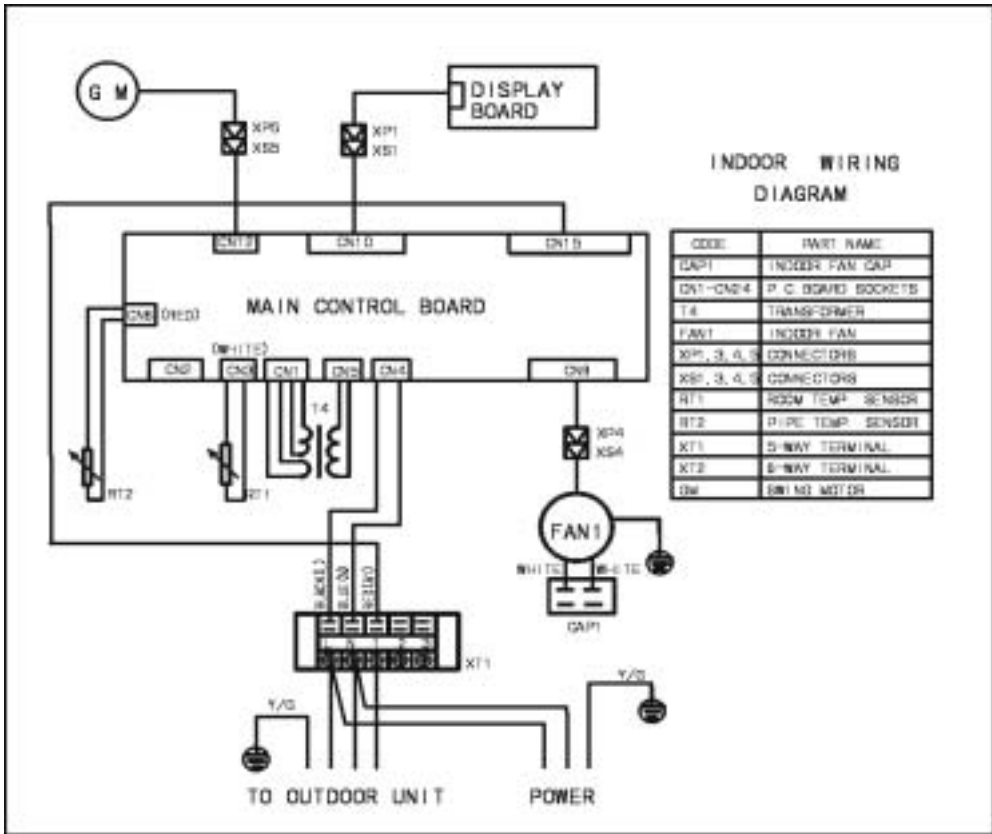 G M
DISPLAY
BOARD
XP5
XS5
XP1
XS1
INDOOR WIRING
DIAGRAM
CODE PART NAME
CAP1 INDOOR FAN CAP
CN1-CN24 P.C BOARD SOCKETS
T4 TRANSFORMER
FAN1 INDOOR FAN
XP1, 3, 4, 5 CONNECTORS
XS1, 3, 4, 5 CONNECTORS
RT1 ROOM TEMP SENSOR
RT2 PIPE TEMP SENSOR
XT1 5-WAY TERMINAL
XT2 6-WAY TERMINAL
GM SWING MOTOR
CN10
CN15
MAIN CONTROL BOARD
(RED)
(WHITE)
CN2
CN3
CN1
CN5
CN4
T4
RT2
RT1
XP4
XS4
FAN1
WHITE
WHITE
CAP1
XT1
Y/G
Y/G
TO OUTDOOR UNIT
POWER